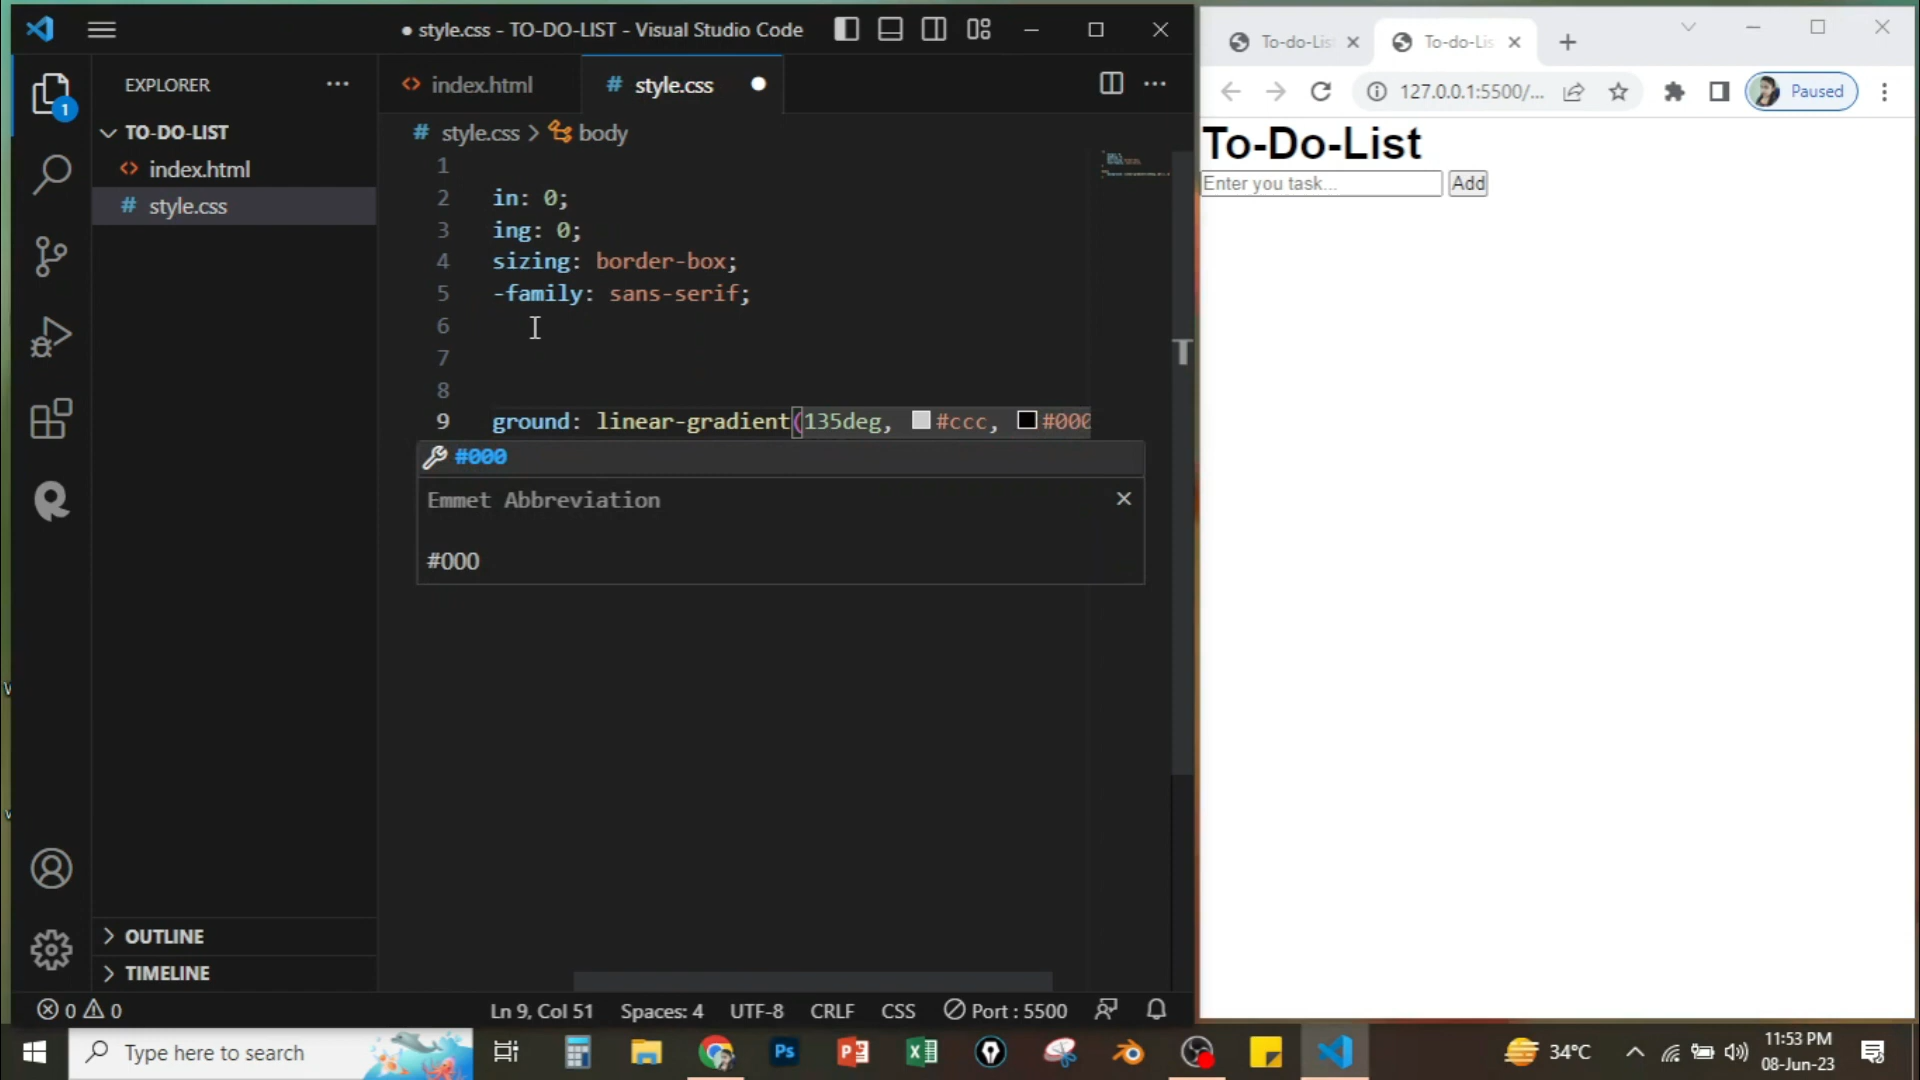 ● style.css - TO-DO-LIST - Visual Studio Code
EXPLORER
TO-DO-LIST
index.html
style.css
1
index.html
style.css
style.css > body
1
2 in: 0;
3 ing: 0;
4 sizing: border-box;
5 -family: sans-serif;
6
7
8
9 ground: linear-gradient(135deg, #ccc, #000
#000
Emmet Abbreviation
#000
OUTLINE
TIMELINE
0 0
Ln 9, Col 51
Spaces: 4
UTF-8
CRLF
CSS
Port : 5500
To-do-Lis
To-do-Lis
127.0.0.1:5500/...
Paused
To-Do-List
Enter you task...
Add
T
Type here to search
Ps
34°C
11:53 PM
08-Jun-23